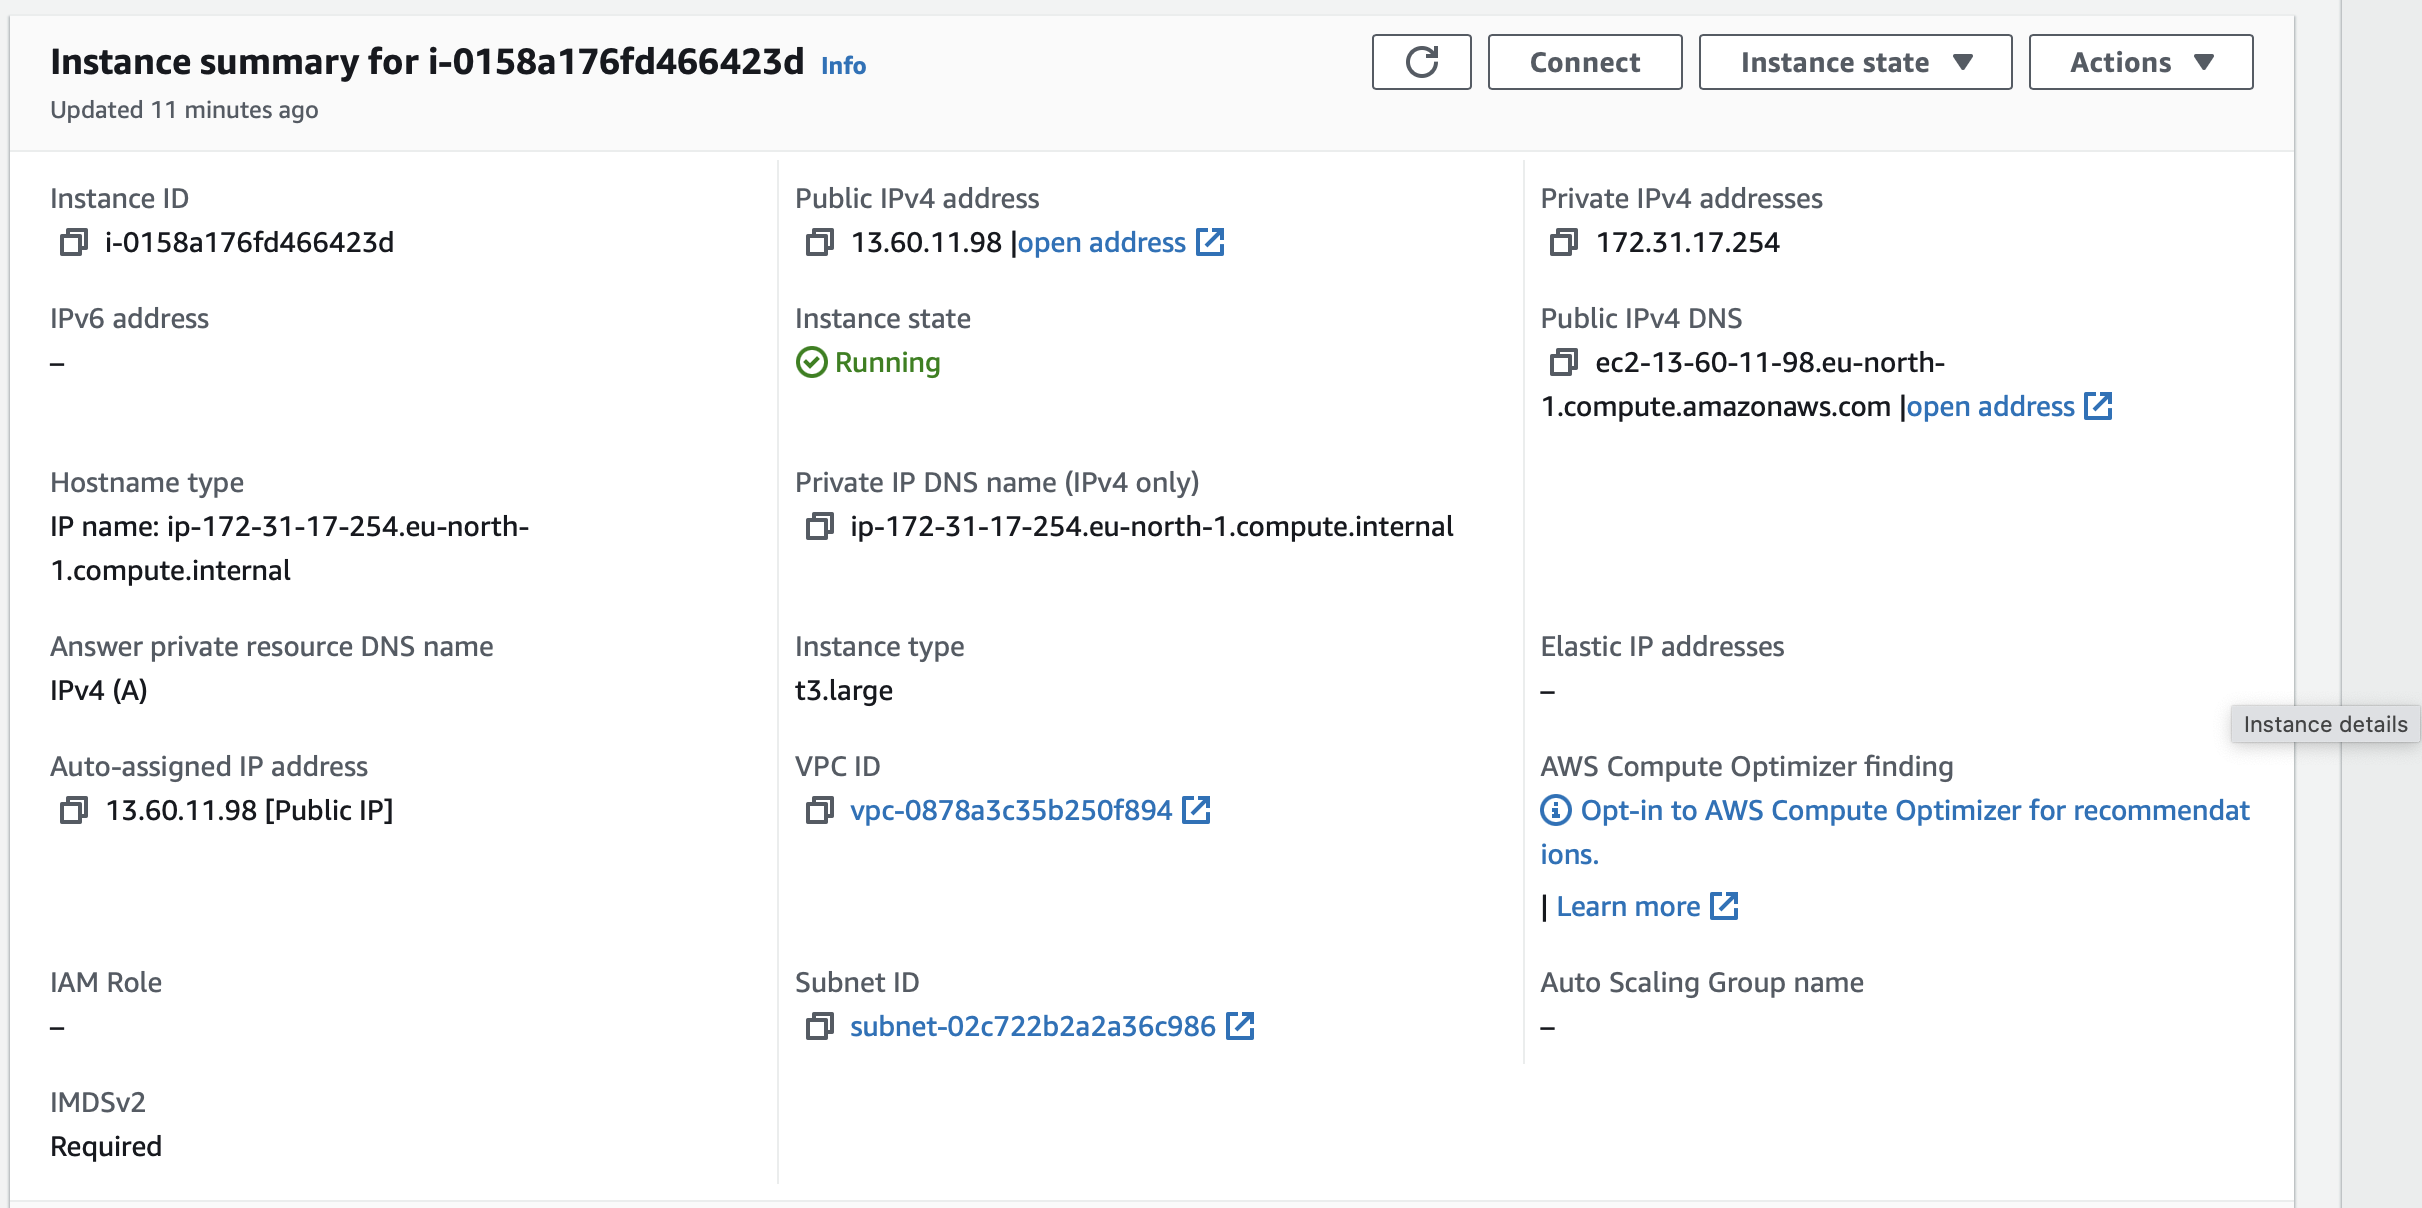 Instance summary for i-0158a176fd466423d Info
Updated 11 minutes ago
Connect
Instance state
Actions
Instance ID
i-0158a176fd466423d
Public IPv4 address
13.60.11.98 |open address
Private IPv4 addresses
172.31.17.254
IPv6 address
–
Instance state
Running
Public IPv4 DNS
ec2-13-60-11-98.eu-north-
1.compute.amazonaws.com |open address
Hostname type
IP name: ip-172-31-17-254.eu-north-
1.compute.internal
Private IP DNS name (IPv4 only)
ip-172-31-17-254.eu-north-1.compute.internal
Answer private resource DNS name
IPv4 (A)
Instance type
t3.large
Elastic IP addresses
–
Instance details
Auto-assigned IP address
13.60.11.98 [Public IP]
VPC ID
vpc-0878a3c35b250f894
AWS Compute Optimizer finding
Opt-in to AWS Compute Optimizer for recommendat
ions.
| Learn more
IAM Role
–
Subnet ID
subnet-02c722b2a2a36c986
Auto Scaling Group name
–
IMDSv2
Required